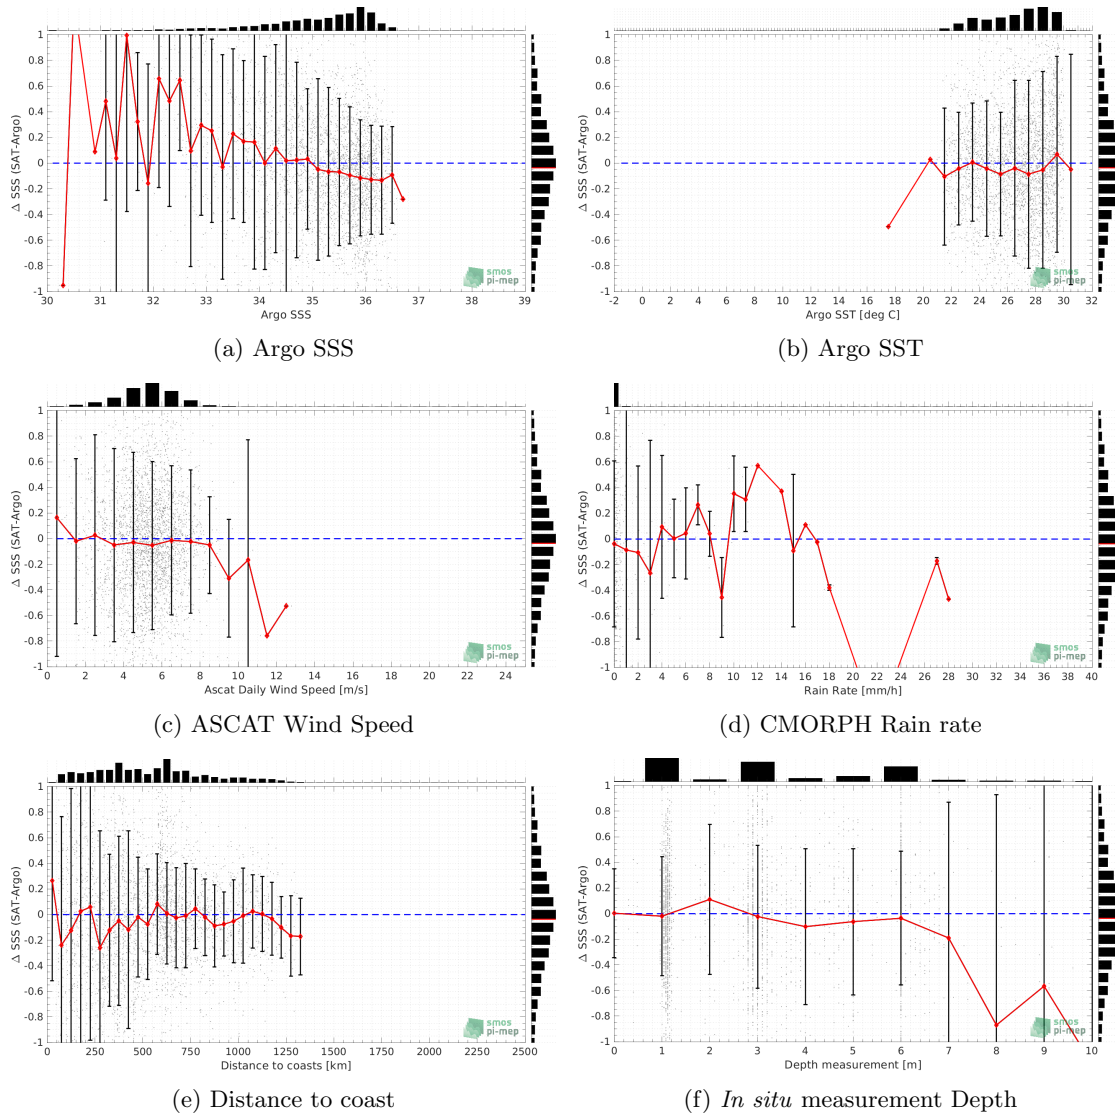 1
0.8
0.6
0.4
0.2
0
-0.2
-0.4
-0.6
-0.8
-1
Δ SSS (SAT-Argo)
30 31 32 33 34 35 36 37 38 39
Argo SSS
smos
pi-mep
(a) Argo SSS
1
0.8
0.6
0.4
0.2
0
-0.2
-0.4
-0.6
-0.8
-1
Δ SSS (SAT-Argo)
-2 0 2 4 6 8 10 12 14 16 18 20 22 24 26 28 30 32
Argo SST [deg C]
smos
pi-mep
(b) Argo SST
1
0.8
0.6
0.4
0.2
0
-0.2
-0.4
-0.6
-0.8
-1
Δ SSS (SAT-Argo)
0 2 4 6 8 10 12 14 16 18 20 22 24
Ascat Daily Wind Speed [m/s]
smos
pi-mep
(c) ASCAT Wind Speed
1
0.8
0.6
0.4
0.2
0
-0.2
-0.4
-0.6
-0.8
-1
Δ SSS (SAT-Argo)
0 2 4 6 8 10 12 14 16 18 20 22 24 26 28 30 32 34 36 38 40
Rain Rate [mm/h]
smos
pi-mep
(d) CMORPH Rain rate
1
0.8
0.6
0.4
0.2
0
-0.2
-0.4
-0.6
-0.8
-1
Δ SSS (SAT-Argo)
0 250 500 750 1000 1250 1500 1750 2000 2250 2500
Distance to coasts [km]
smos
pi-mep
(e) Distance to coast
1
0.8
0.6
0.4
0.2
0
-0.2
-0.4
-0.6
-0.8
-1
Δ SSS (SAT-Argo)
0 1 2 3 4 5 6 7 8 9 10
Depth measurement [m]
smos
pi-mep
(f) In situ measurement Depth